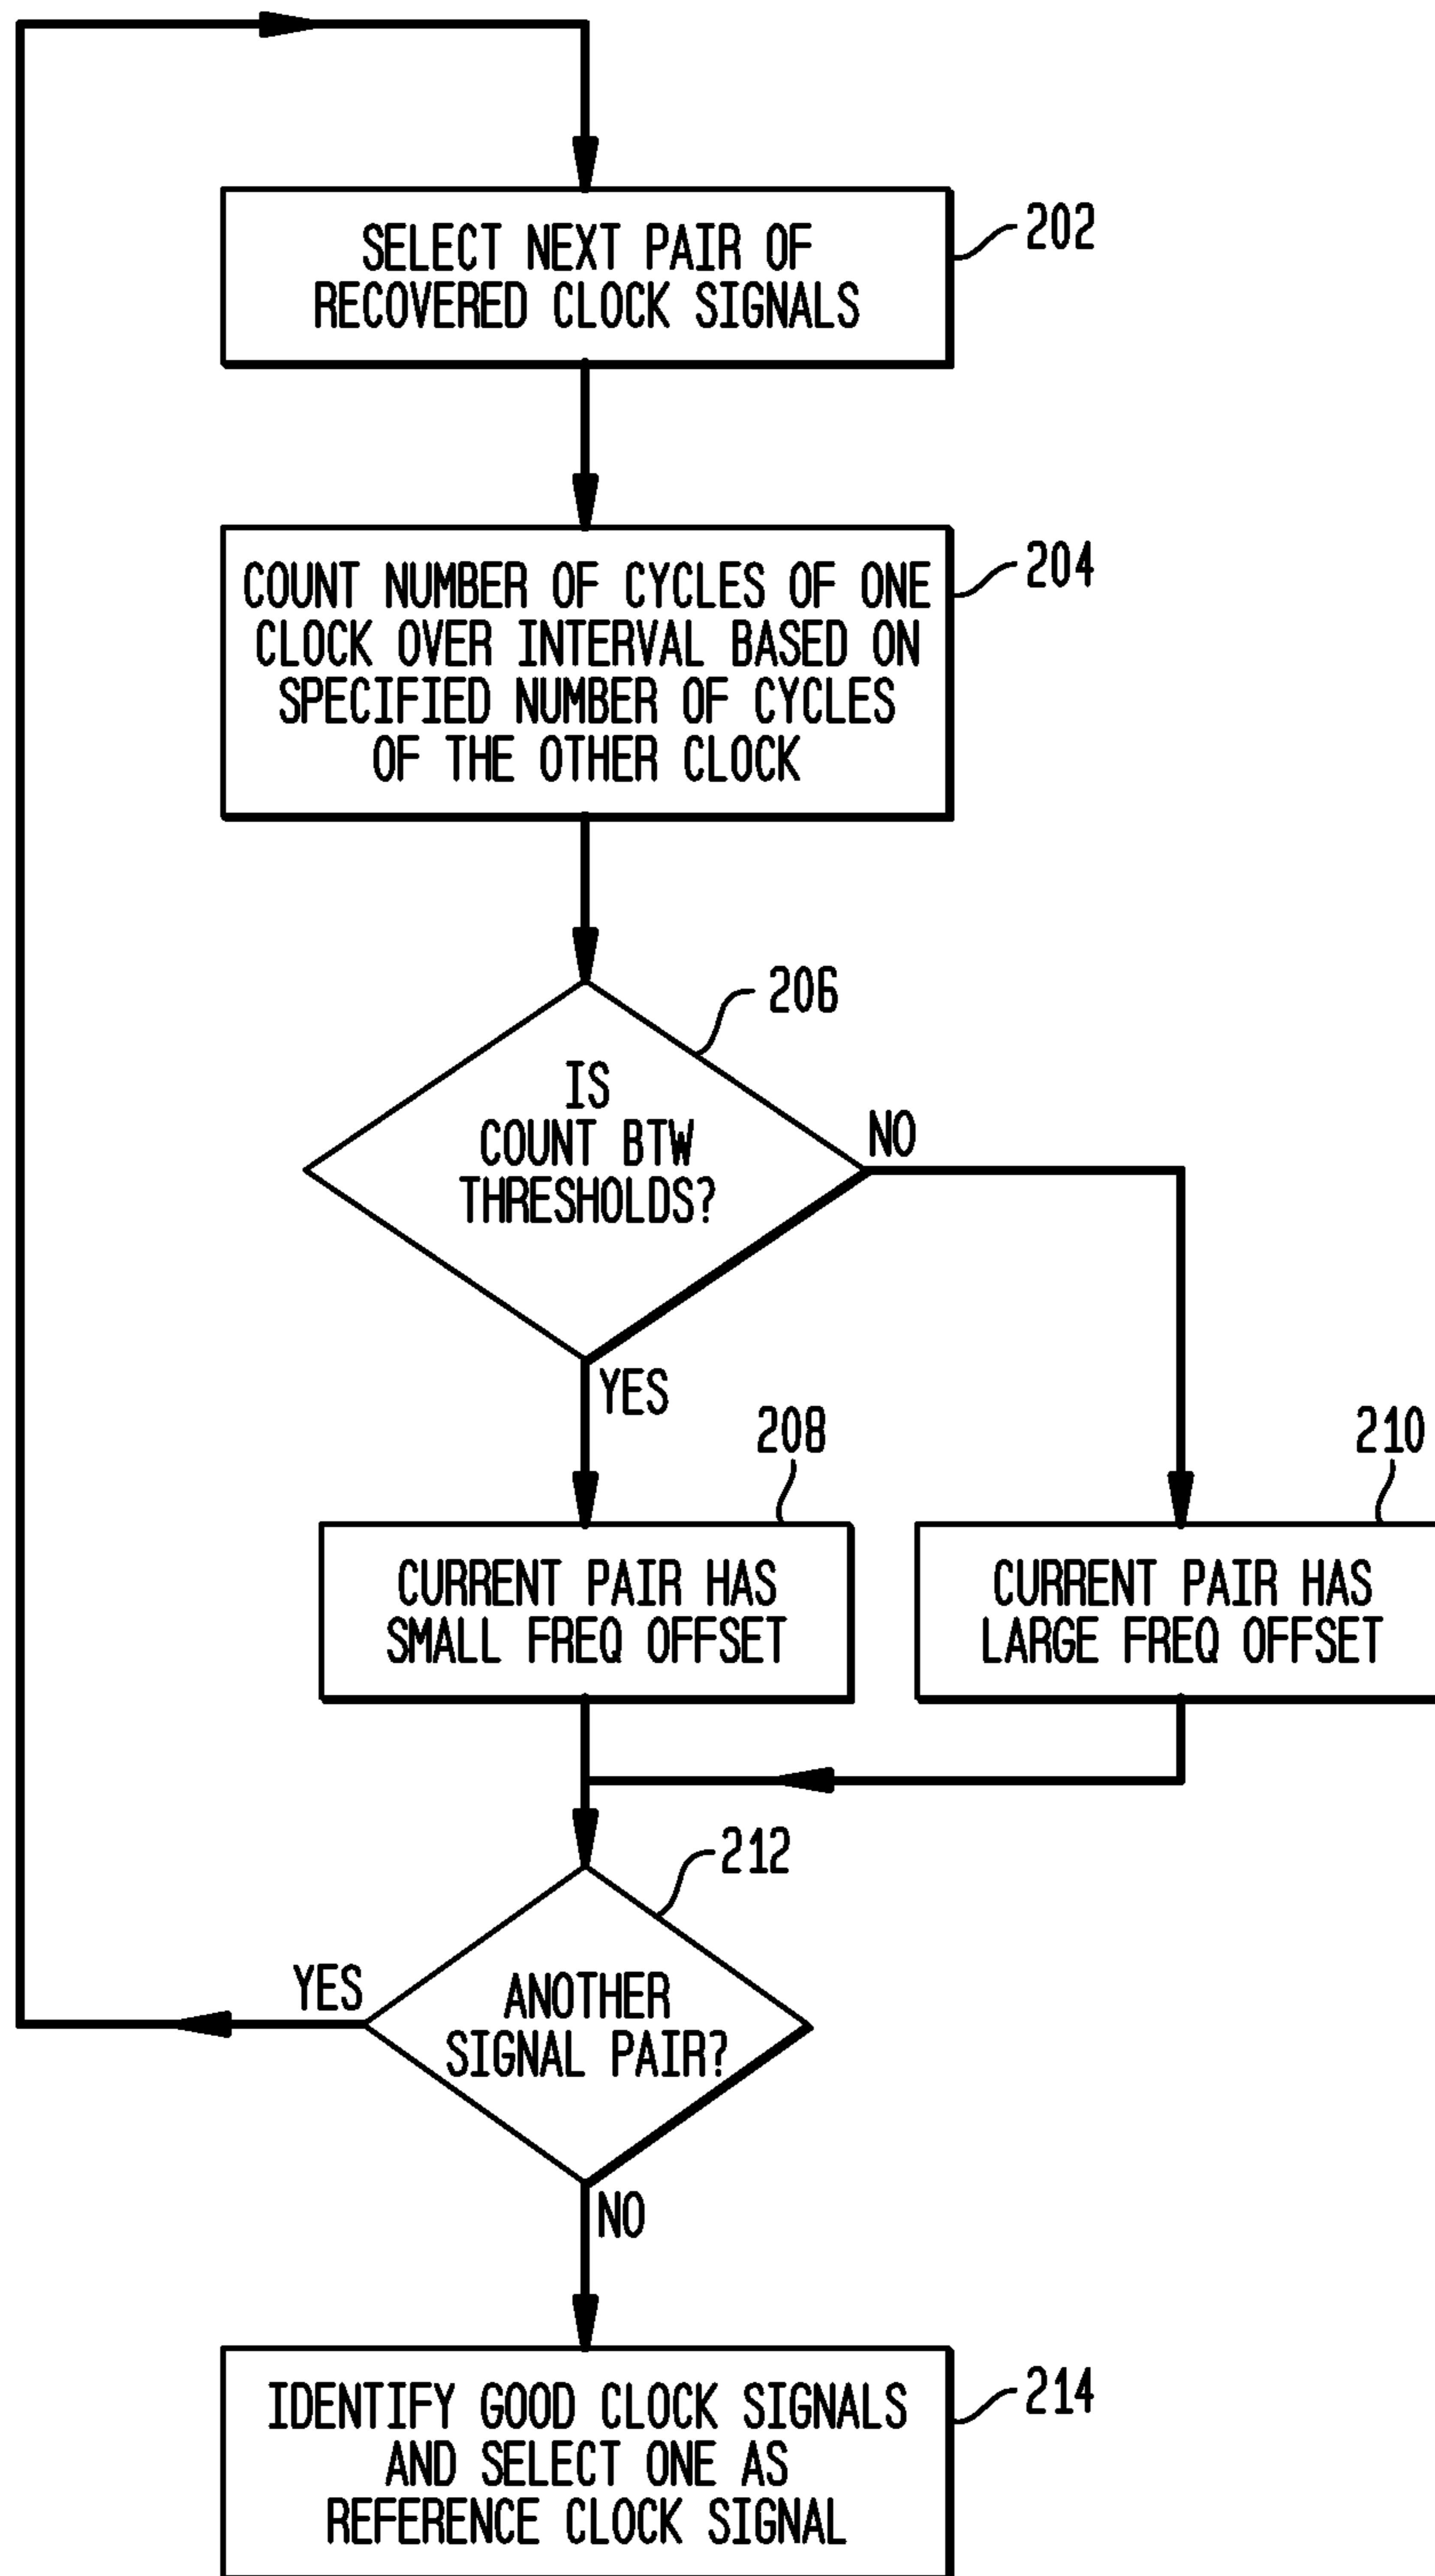 SELECT NEXT PAIR OF
RECOVERED CLOCK SIGNALS
202
COUNT NUMBER OF CYCLES OF ONE
CLOCK OVER INTERVAL BASED ON
SPECIFIED NUMBER OF CYCLES
OF THE OTHER CLOCK
204
206
IS
COUNT BTW
THRESHOLDS?
NO
YES
208
210
CURRENT PAIR HAS
SMALL FREQ OFFSET
CURRENT PAIR HAS
LARGE FREQ OFFSET
212
YES
ANOTHER
SIGNAL PAIR?
NO
IDENTIFY GOOD CLOCK SIGNALS
AND SELECT ONE AS
REFERENCE CLOCK SIGNAL
214